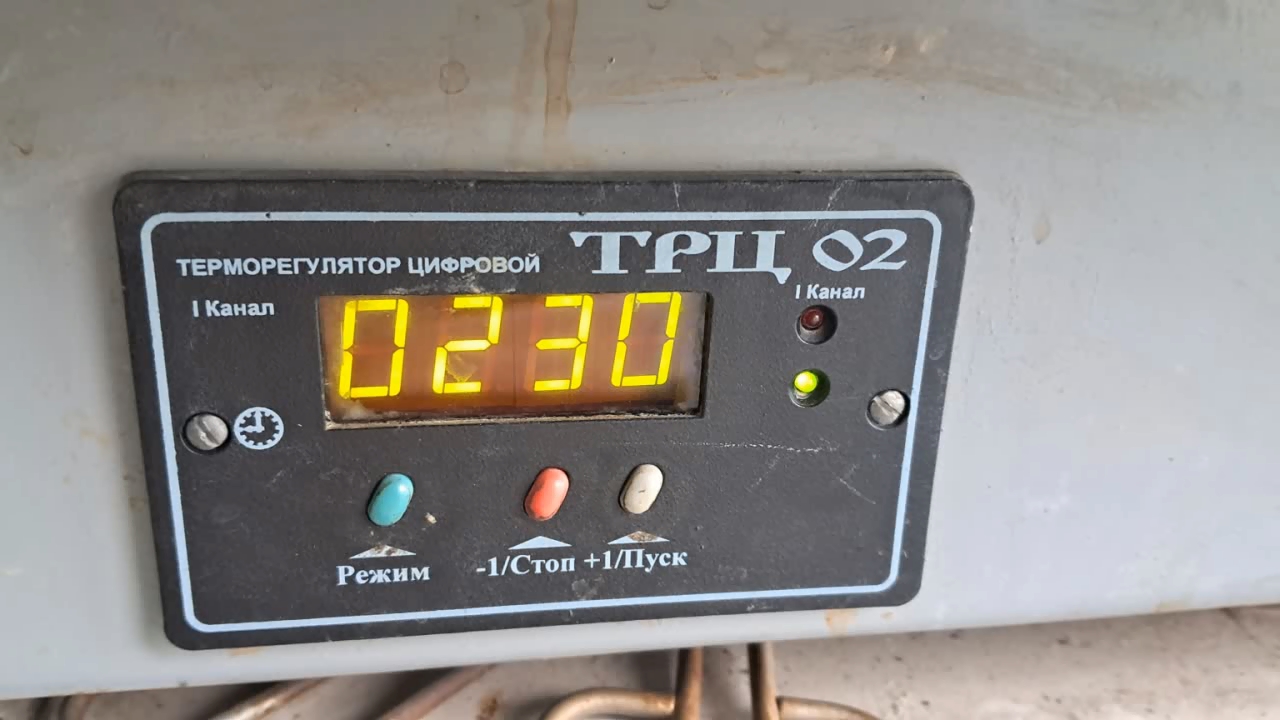 ТРЦ 02
ТЕРМОРЕГУЛЯТОР ЦИФРОВОЙ
I Канал
I Канал
0230
Режим
-1/Стоп +1/Пуск